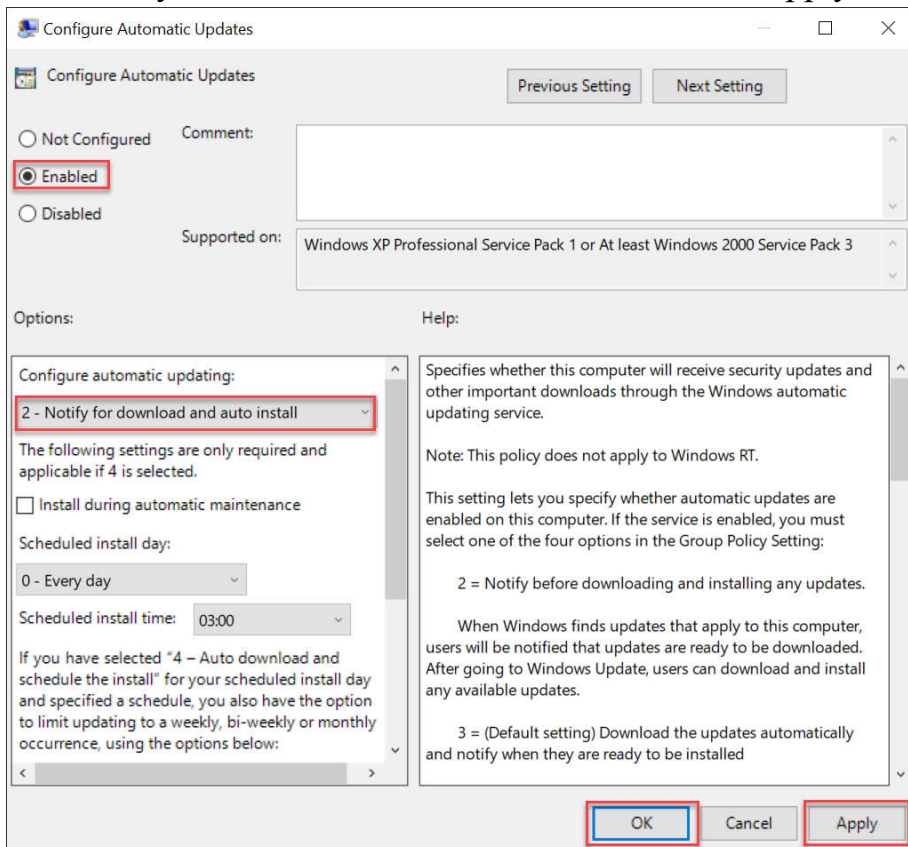 Configure Automatic Updates
Configure Automatic Updates
Previous Setting
Next Setting
Not Configured
Comment:
Enabled
Disabled
Supported on:
Windows XP Professional Service Pack 1 or At least Windows 2000 Service Pack 3
Options:
Help:
Configure automatic updating:
2 - Notify for download and auto install
The following settings are only required and
applicable if 4 is selected.
Install during automatic maintenance
Scheduled install day:
0 - Every day
Scheduled install time:
03:00
If you have selected "4 – Auto download and
schedule the install" for your scheduled install day
and specified a schedule, you also have the option
to limit updating to a weekly, bi-weekly or monthly
occurrence, using the options below:
Specifies whether this computer will receive security updates and
other important downloads through the Windows automatic
updating service.
Note: This policy does not apply to Windows RT.
This setting lets you specify whether automatic updates are
enabled on this computer. If the service is enabled, you must
select one of the four options in the Group Policy Setting:
2 = Notify before downloading and installing any updates.
When Windows finds updates that apply to this computer,
users will be notified that updates are ready to be downloaded.
After going to Windows Update, users can download and install
any available updates.
3 = (Default setting) Download the updates automatically
and notify when they are ready to be installed
OK
Cancel
Apply